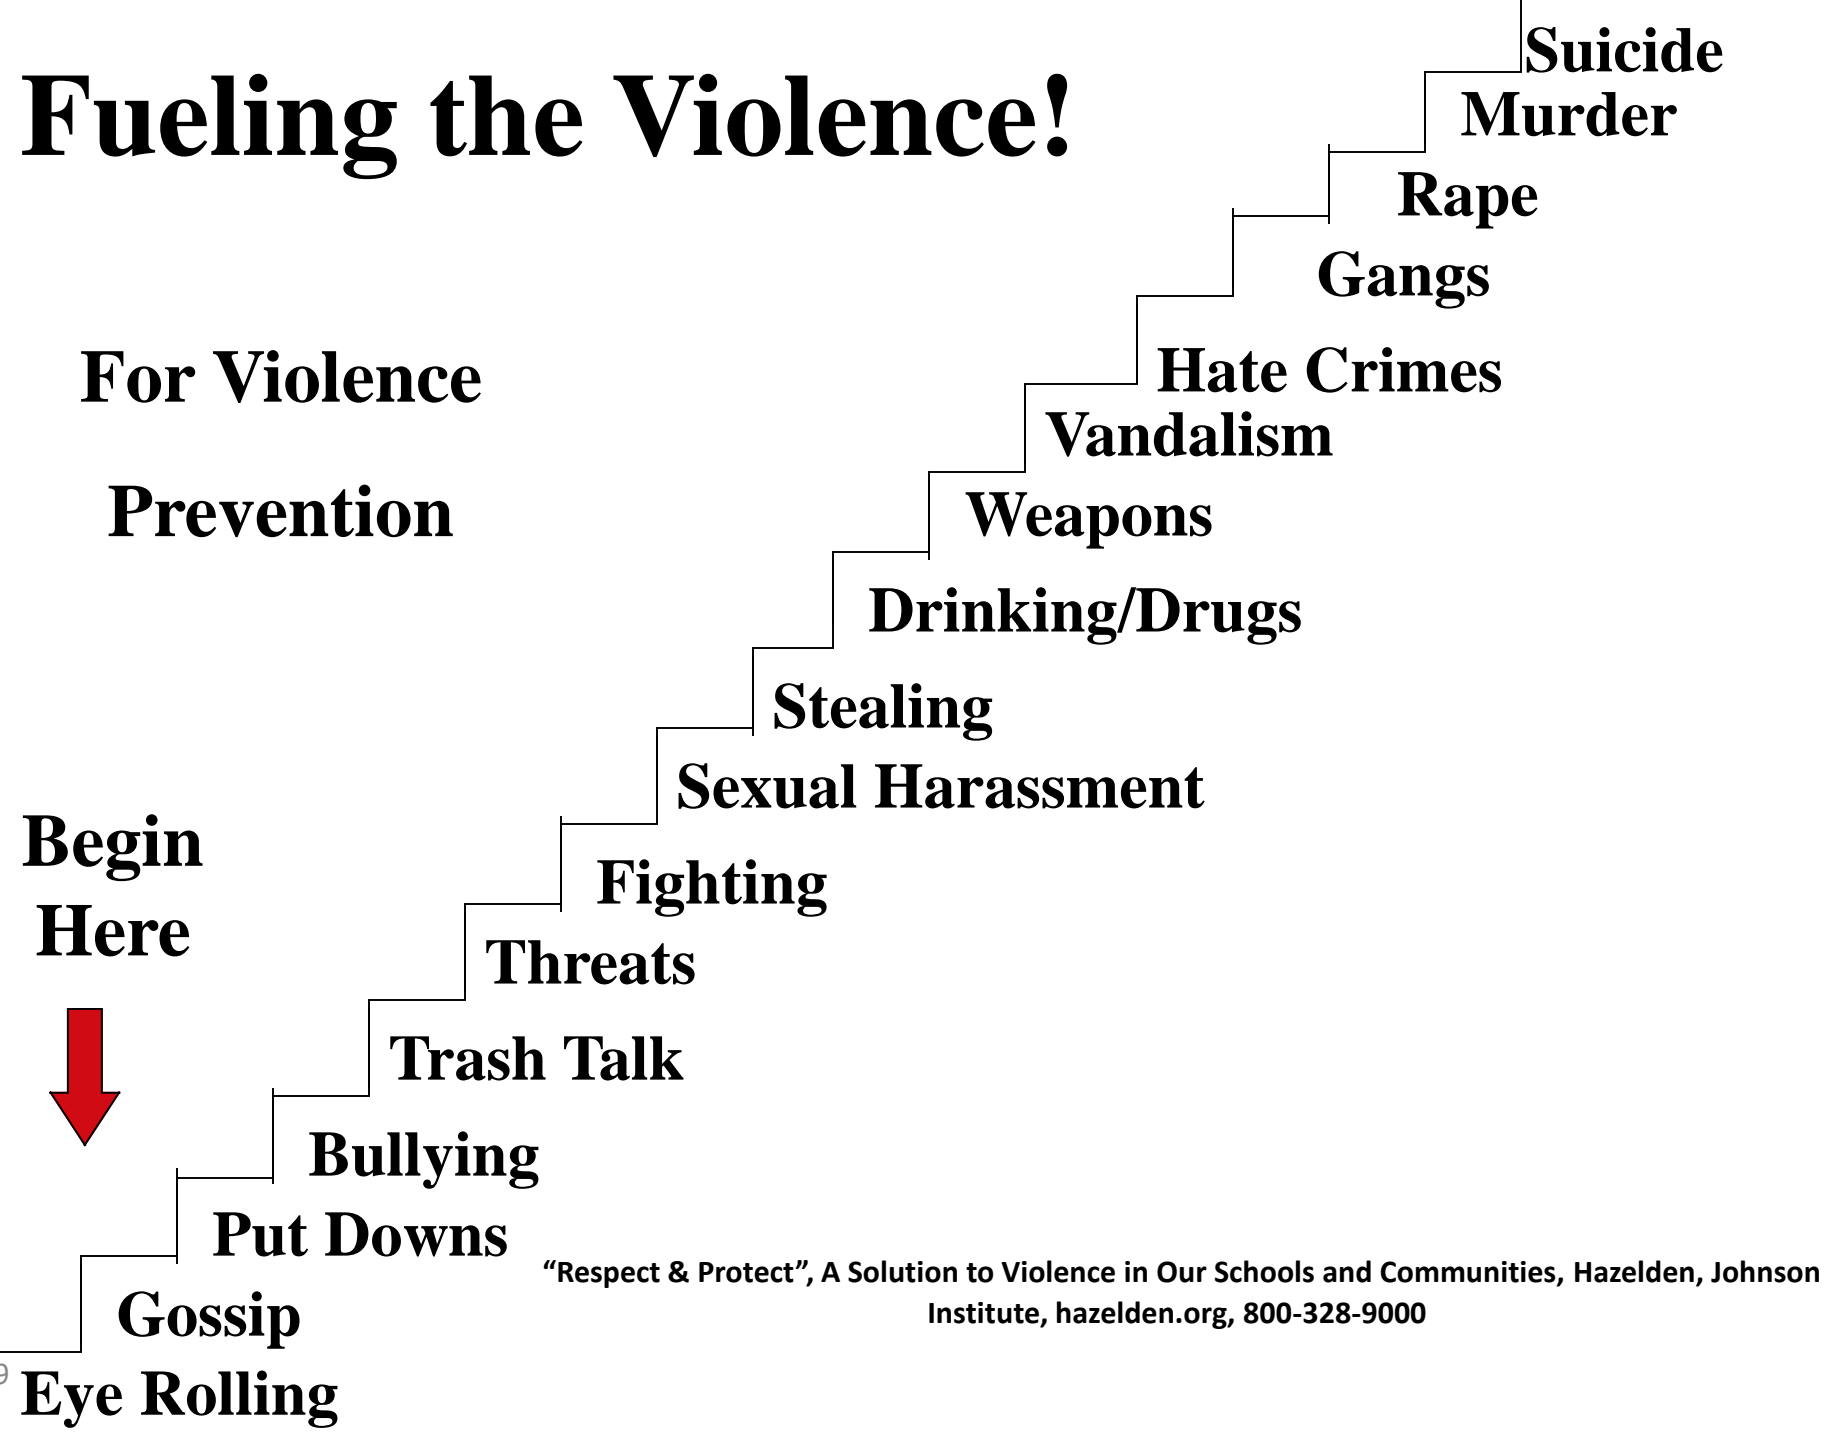 Fueling the Violence!
Suicide
Murder
Rape
Gangs
For Violence
Prevention
Hate Crimes
Vandalism
Weapons
Drinking/Drugs
Stealing
Sexual Harassment
Begin
Here
Fighting
Threats
Trash Talk
Bullying
Put Downs
Gossip
Eye Rolling
“Respect & Protect”, A Solution to Violence in Our Schools and Communities, Hazelden, Johnson
Institute, hazelden.org, 800-328-9000
9